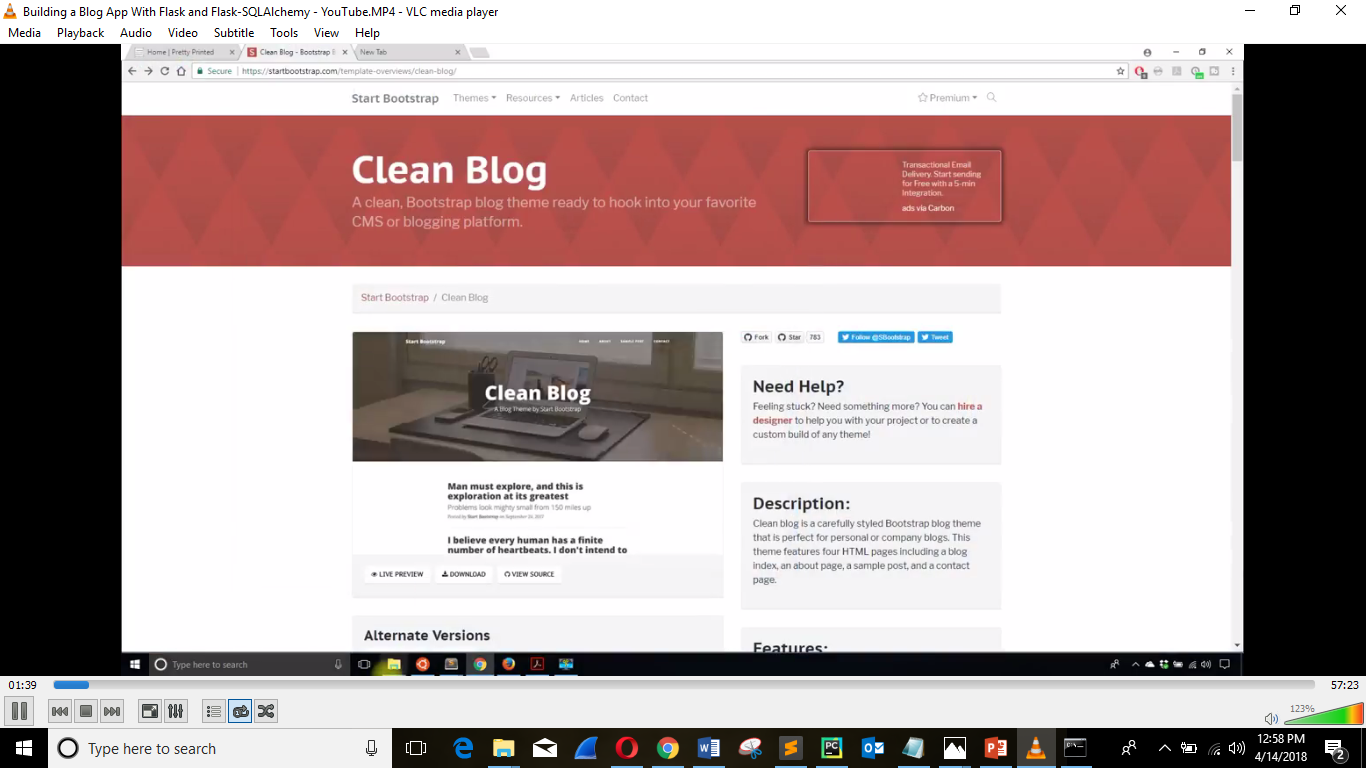 Building a Blog App With Flask and Flask-SQLAlchemy - YouTube.MP4 - VLC media player
Media Playback Audio Video Subtitle Tools View Help
Home | Pretty Printed
Clean Blog - Bootstrap B
New Tab
Secure https://startbootstrap.com/template-overviews/clean-blog/
Start Bootstrap Themes Resources Articles Contact Premium
Clean Blog
A clean, Bootstrap blog theme ready to hook into your favorite
CMS or blogging platform.
Transactional Email
Delivery. Start sending
for Free with a 5-min
Integration.
ads via Carbon
Start Bootstrap / Clean Blog
Start Bootstrap HOME ABOUT SAMPLE POST CONTACT
Clean Blog
A Blog Theme by Start Bootstrap
Man must explore, and this is
exploration at its greatest
Problems look mighty small from 150 miles up
Posted by Start Bootstrap on September 24, 2017
I believe every human has a finite
number of heartbeats. I don't intend to
LIVE PREVIEW DOWNLOAD VIEW SOURCE
Alternate Versions
Fork Star 783 Follow @SBootstrap Tweet
Need Help?
Feeling stuck? Need something more? You can hire a
designer to help you with your project or to create a
custom build of any theme!
Description:
Clean blog is a carefully styled Bootstrap blog theme
that is perfect for personal or company blogs. This
theme features four HTML pages including a blog
index, an about page, a sample post, and a contact
page.
Features:
Type here to search
01:39 57:23
123%
Type here to search
12:58 PM
4/14/2018
2